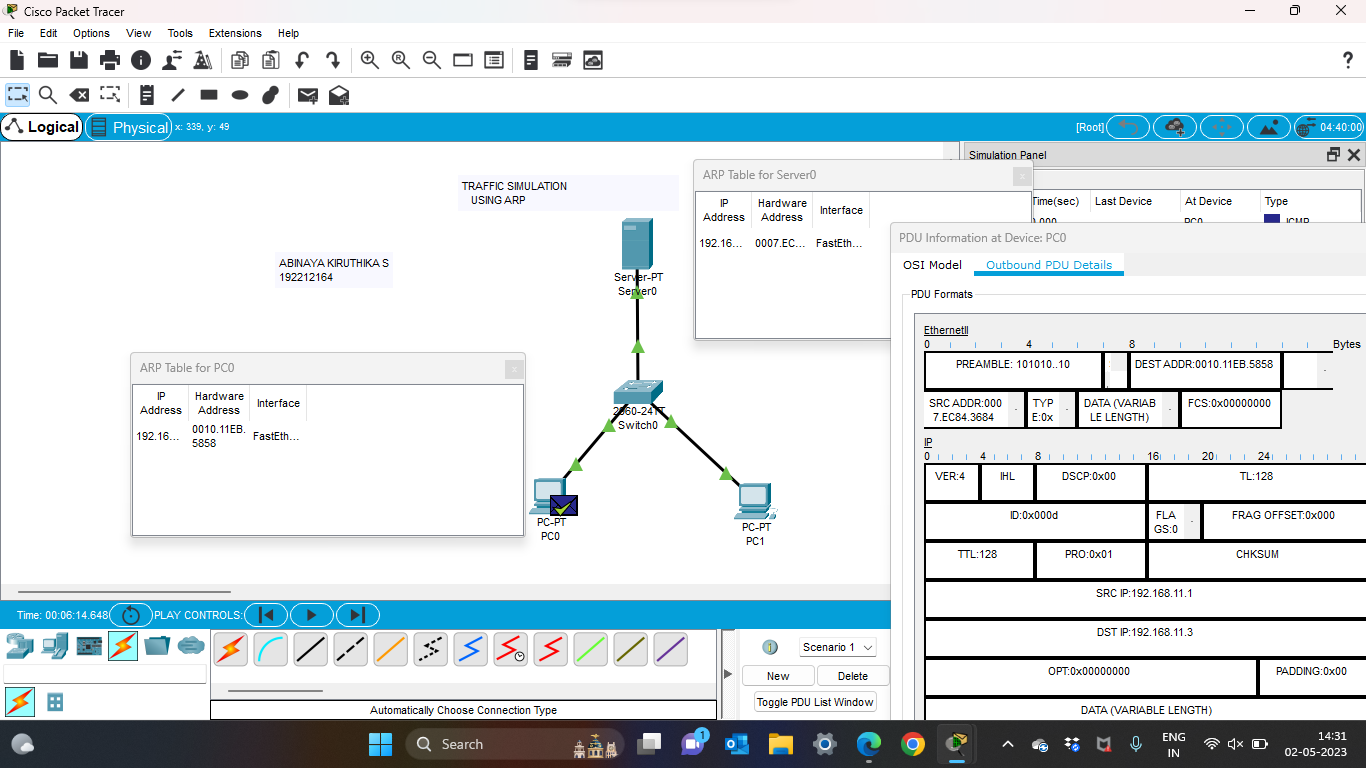 Cisco Packet Tracer
File Edit Options View Tools Extensions Help
Logical
Physical
x: 339, y: 49
[Root]
04:40:00
TRAFFIC SIMULATION
USING ARP
ABINAYA KIRUTHIKA S
192212164
Server-PT
Server0
2960-24TT
Switch0
PC-PT
PC0
PC-PT
PC1
ARP Table for PC0
IP Address Hardware Address Interface
192.16... 0010.11EB.5858 FastEth...
ARP Table for Server0
IP Address Hardware Address Interface
192.16... 0007.EC... FastEth...
Simulation Panel
Time(sec) Last Device At Device Type
PDU Information at Device: PC0
OSI Model Outbound PDU Details
PDU Formats
EthernetII
0 4 8 Bytes
PREAMBLE: 101010..10 DEST ADDR:0010.11EB.5858
SRC ADDR:0007.EC84.3684 TYPE:0x DATA (VARIABLE LENGTH) FCS:0x00000000
IP
0 4 8 16 20 24
VER:4 IHL DSCP:0x00 TL:128
ID:0x000d FLAGS:0 FRAG OFFSET:0x000
TTL:128 PRO:0x01 CHKSUM
SRC IP:192.168.11.1
DST IP:192.168.11.3
OPT:0x00000000 PADDING:0x00
DATA (VARIABLE LENGTH)
Time: 00:06:14.648 PLAY CONTROLS:
Scenario 1
New Delete
Toggle PDU List Window
Automatically Choose Connection Type
Search
1
ENG
IN
14:31
02-05-2023